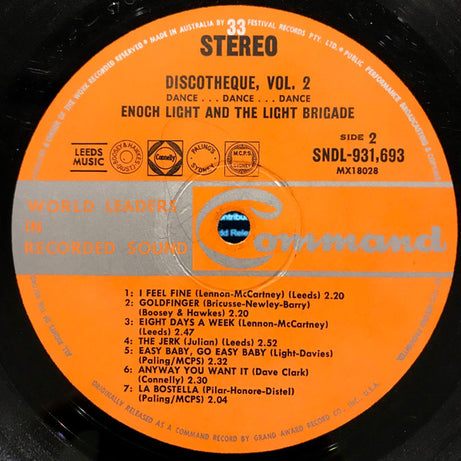 MADE IN AUSTRALIA BY FESTIVAL RECORDS PTY. LTD.
33
STEREO
DISCOTHEQUE, VOL. 2
DANCE . . . DANCE . . . DANCE
ENOCH LIGHT AND THE LIGHT BRIGADE
SIDE 2
SNDL-931,693
MX18028
LEEDS
MUSIC
BOOSEY & HAWKES
Connelly
PALING'S
SYDNEY
M.C.P.S.
SYDNEY
WORLD LEADERS
IN
RECORDED SOUND
Command
1: I FEEL FINE (Lennon-McCartney) (Leeds) 2.20
2: GOLDFINGER (Bricusse-Newley-Barry)
(Boosey & Hawkes) 2.20
3: EIGHT DAYS A WEEK (Lennon-McCartney)
(Leeds) 2.47
4: THE JERK (Julian) (Leeds) 2.52
5: EASY BABY, GO EASY BABY (Light-Davies)
(Paling/MCPS) 2.32
6: ANYWAY YOU WANT IT (Dave Clark)
(Connelly) 2.30
7: LA BOSTELLA (Pilar-Honore-Distel)
(Paling/MCPS) 2.04
ORIGINALLY RELEASED AS A COMMAND RECORD BY GRAND AWARD RECORD CO., INC., U.S.A.